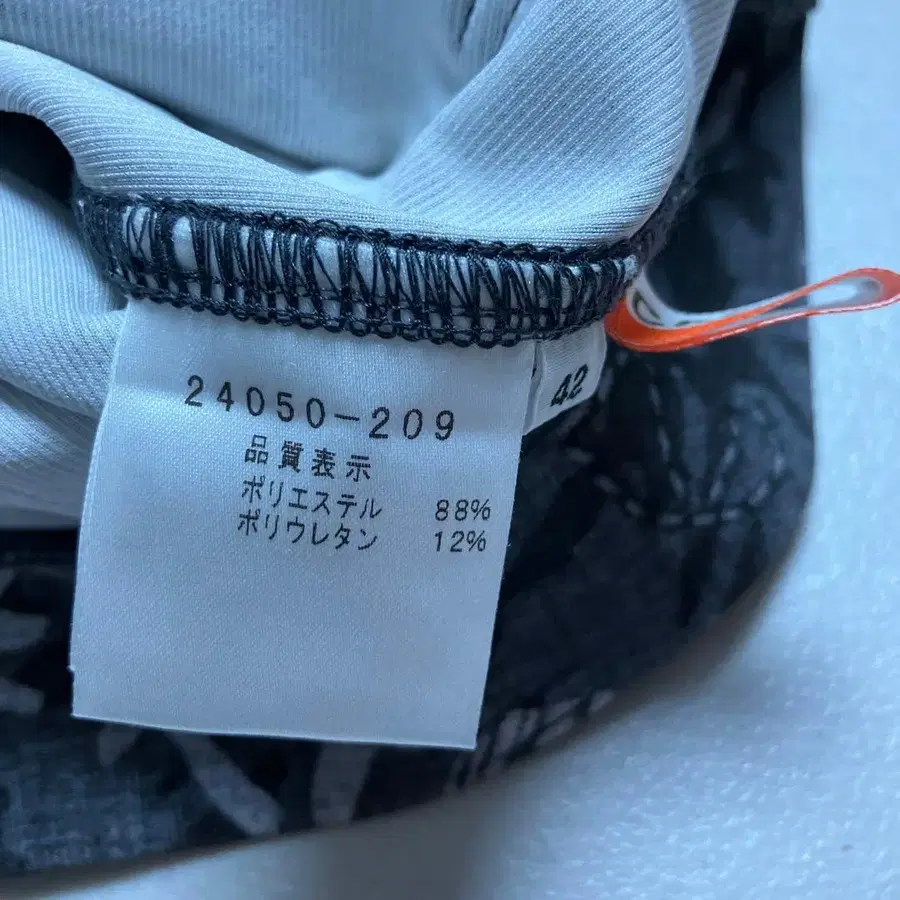 24050-209
品質表示
ポリエステル 88%
ポリウレタン 12%
42